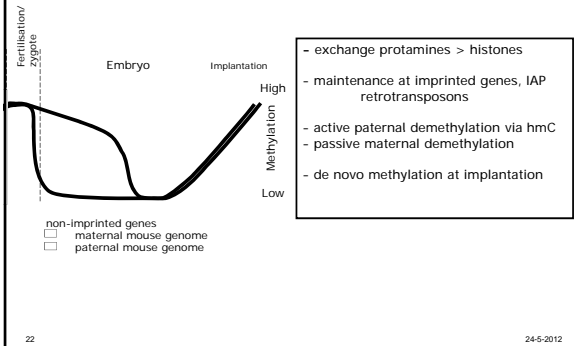 Fertilisation/
zygote
Embryo
Implantation
High
Methylation
Low
non-imprinted genes
maternal mouse genome
paternal mouse genome
- exchange protamines > histones
- maintenance at imprinted genes, IAP
retrotransposons
- active paternal demethylation via hmC
- passive maternal demethylation
- de novo methylation at implantation
22
24-5-2012